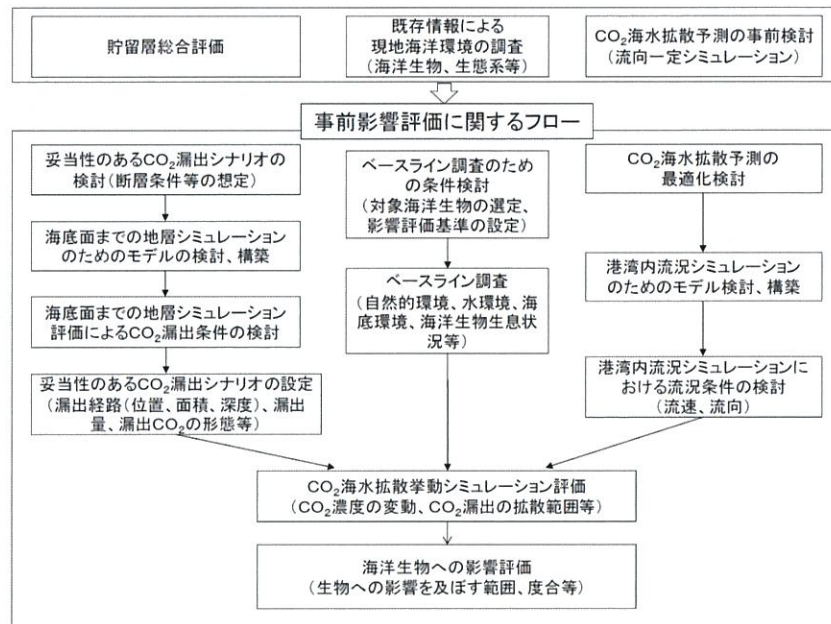 貯留層総合評価
既存情報による
現地海洋環境の調査
(海洋生物、生態系等)
CO₂海水拡散予測の事前検討
(流向一定シミュレーション)
事前影響評価に関するフロー
妥当性のあるCO₂漏出シナリオの
検討(断層条件等の想定)
海底面までの地層シミュレーション
のためのモデルの検討、構築
海底面までの地層シミュレーション
評価によるCO₂漏出条件の検討
妥当性のあるCO₂漏出シナリオの設定
(漏出経路(位置、面積、深度)、漏出
量、漏出CO₂の形態等)
ベースライン調査のため
の条件検討
(対象海洋生物の選定、
影響評価基準の設定)
ベースライン調査
(自然的環境、水環境、海
底環境、海洋生物生息状
況等)
CO₂海水拡散予測の
最適化検討
港湾内流況シミュレーション
のためのモデル検討、構築
港湾内流況シミュレーションに
おける流況条件の検討
(流速、流向)
CO₂海水拡散挙動シミュレーション評価
(CO₂濃度の変動、CO₂漏出の拡散範囲等)
海洋生物への影響評価
(生物への影響を及ぼす範囲、度合等)